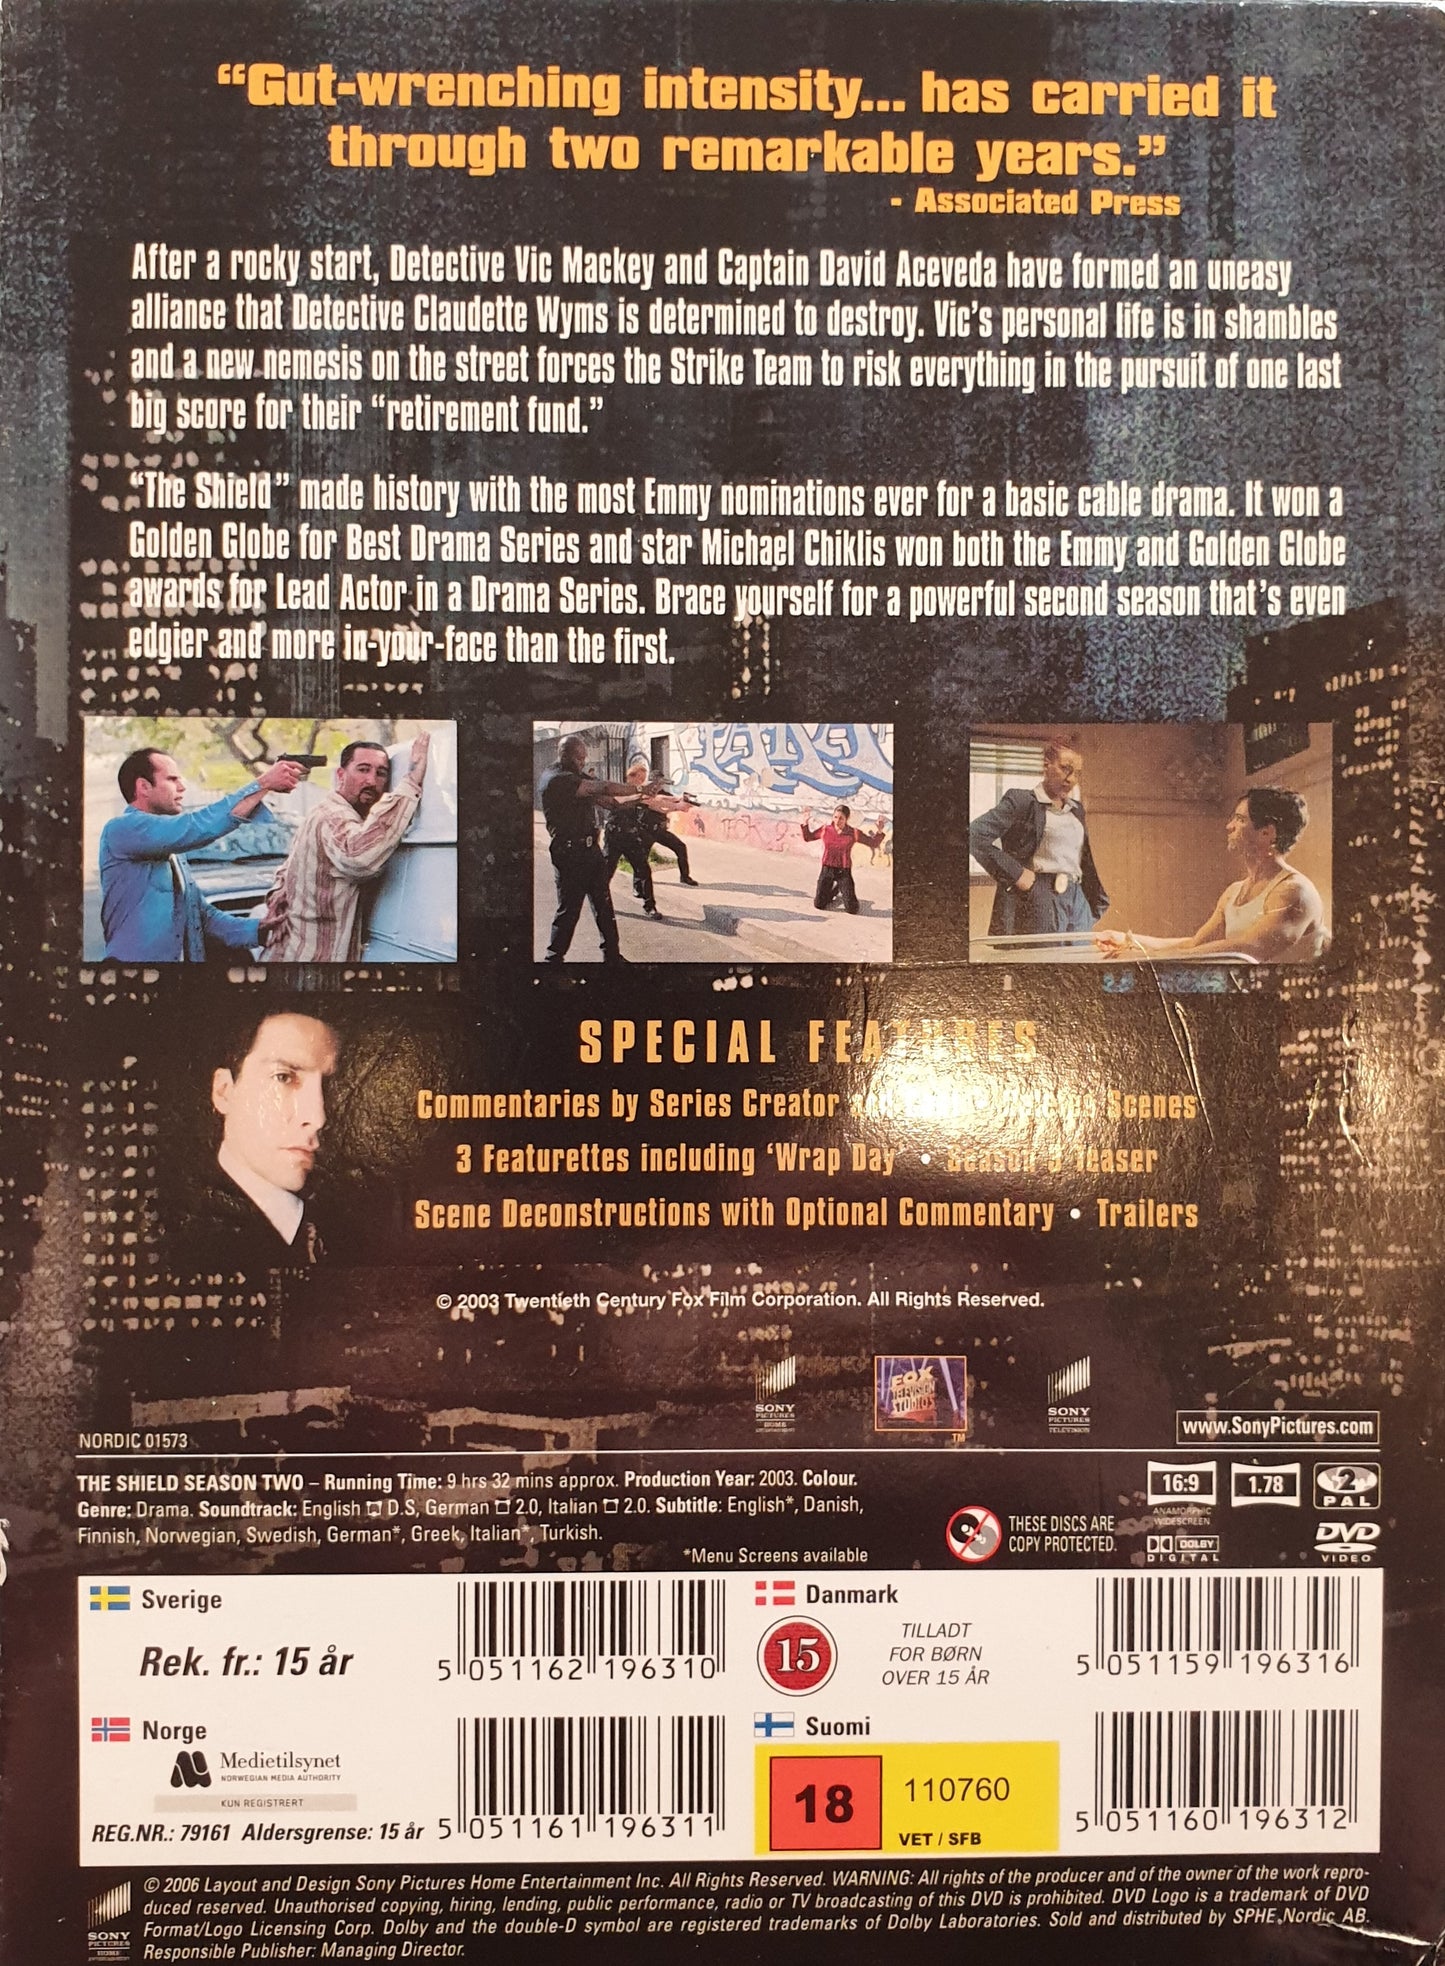 “Gut-wrenching intensity... has carried it
through two remarkable years.”
- Associated Press
After a rocky start, Detective Vic Mackey and Captain David Aceveda have formed an uneasy
alliance that Detective Claudette Wyms is determined to destroy. Vic’s personal life is in shambles
and a new nemesis on the street forces the Strike Team to risk everything in the pursuit of one last
big score for their “retirement fund.”
“The Shield” made history with the most Emmy nominations ever for a basic cable drama. It won a
Golden Globe for Best Drama Series and star Michael Chiklis won both the Emmy and Golden Globe
awards for Lead Actor in a Drama Series. Brace yourself for a powerful second season that’s even
edgier and more in-your-face than the first.
SPECIAL FEATURES
Commentaries by Series Creator Scenes
3 Featurettes including ‘Wrap Day’ • Season 3 Teaser
Scene Deconstructions with Optional Commentary • Trailers
© 2003 Twentieth Century Fox Film Corporation. All Rights Reserved.
SONY PICTURES HOME ENTERTAINMENT
FOX TELEVISION STUDIOS TM
SONY PICTURES TELEVISION
www.SonyPictures.com
NORDIC 01573
THE SHIELD SEASON TWO – Running Time: 9 hrs 32 mins approx. Production Year: 2003. Colour.
Genre: Drama. Soundtrack: English D.S, German 2.0, Italian 2.0. Subtitle: English*, Danish,
Finnish, Norwegian, Swedish, German*, Greek, Italian*, Turkish.
*Menu Screens available
THESE DISCS ARE
COPY PROTECTED.
16:9
ANAMORPHIC
WIDESCREEN
1.78
2
PAL
DOLBY
DIGITAL
DVD
VIDEO
Sverige
Rek. fr.: 15 år
5 051162 196310
Danmark
15
TILLADT
FOR BØRN
OVER 15 ÅR
5 051159 196316
Norge
Medietilsynet
NORWEGIAN MEDIA AUTHORITY
KUN REGISTRERT
REG.NR.: 79161 Aldersgrense: 15 år
5 051161 196311
Suomi
18
110760
VET / SFB
5 051160 196312
SONY PICTURES HOME
© 2006 Layout and Design Sony Pictures Home Entertainment Inc. All Rights Reserved. WARNING: All rights of the producer and of the owner of the work repro-
duced reserved. Unauthorised copying, hiring, lending, public performance, radio or TV broadcasting of this DVD is prohibited. DVD Logo is a trademark of DVD
Format/Logo Licensing Corp. Dolby and the double-D symbol are registered trademarks of Dolby Laboratories. Sold and distributed by SPHE Nordic AB.
Responsible Publisher: Managing Director.